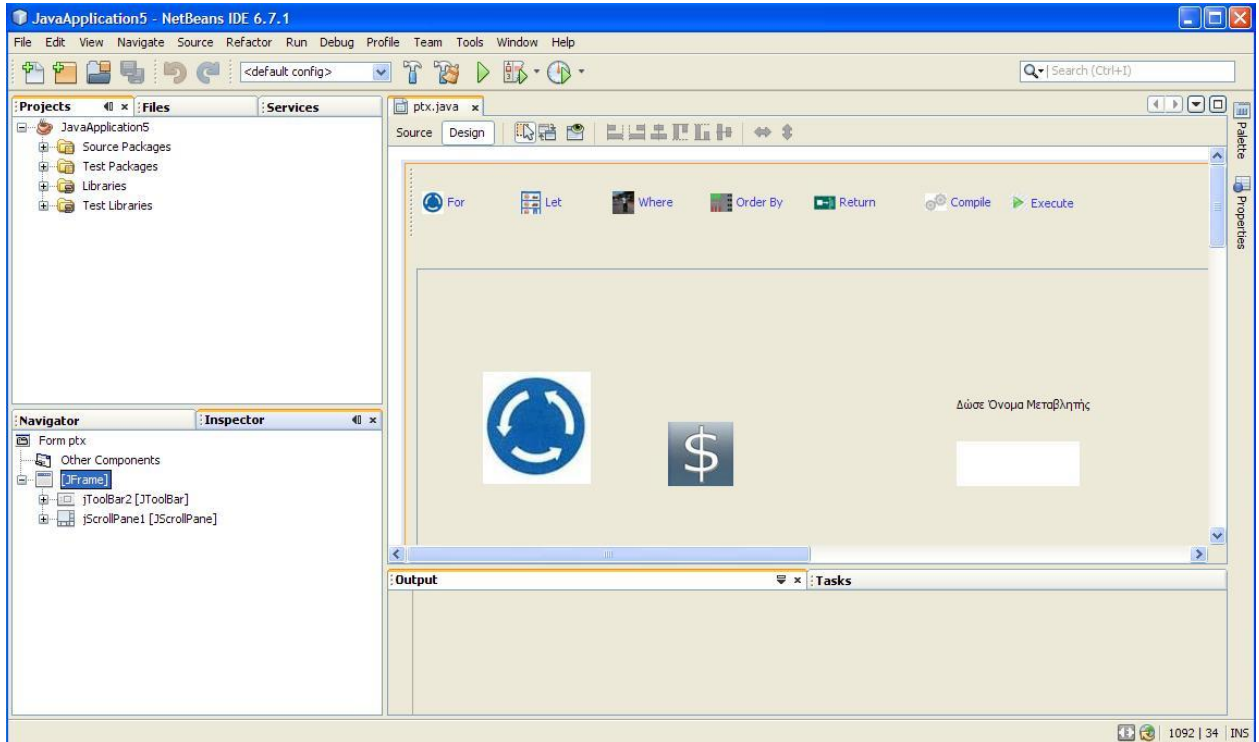 JavaApplication5 - NetBeans IDE 6.7.1
File Edit View Navigate Source Refactor Run Debug Profile Team Tools Window Help
<default config>
Search (Ctrl+I)
Projects Files Services
JavaApplication5
Source Packages
Test Packages
Libraries
Test Libraries
ptx.java
Source Design
For Let Where Order By Return Compile Execute
Palette
Properties
$
Δώσε Όνομα Μεταβλητής
Navigator Inspector
Form ptx
Other Components
[JFrame]
jToolBar2 [JToolBar]
jScrollPane1 [JScrollPane]
Output Tasks
1092 34 INS